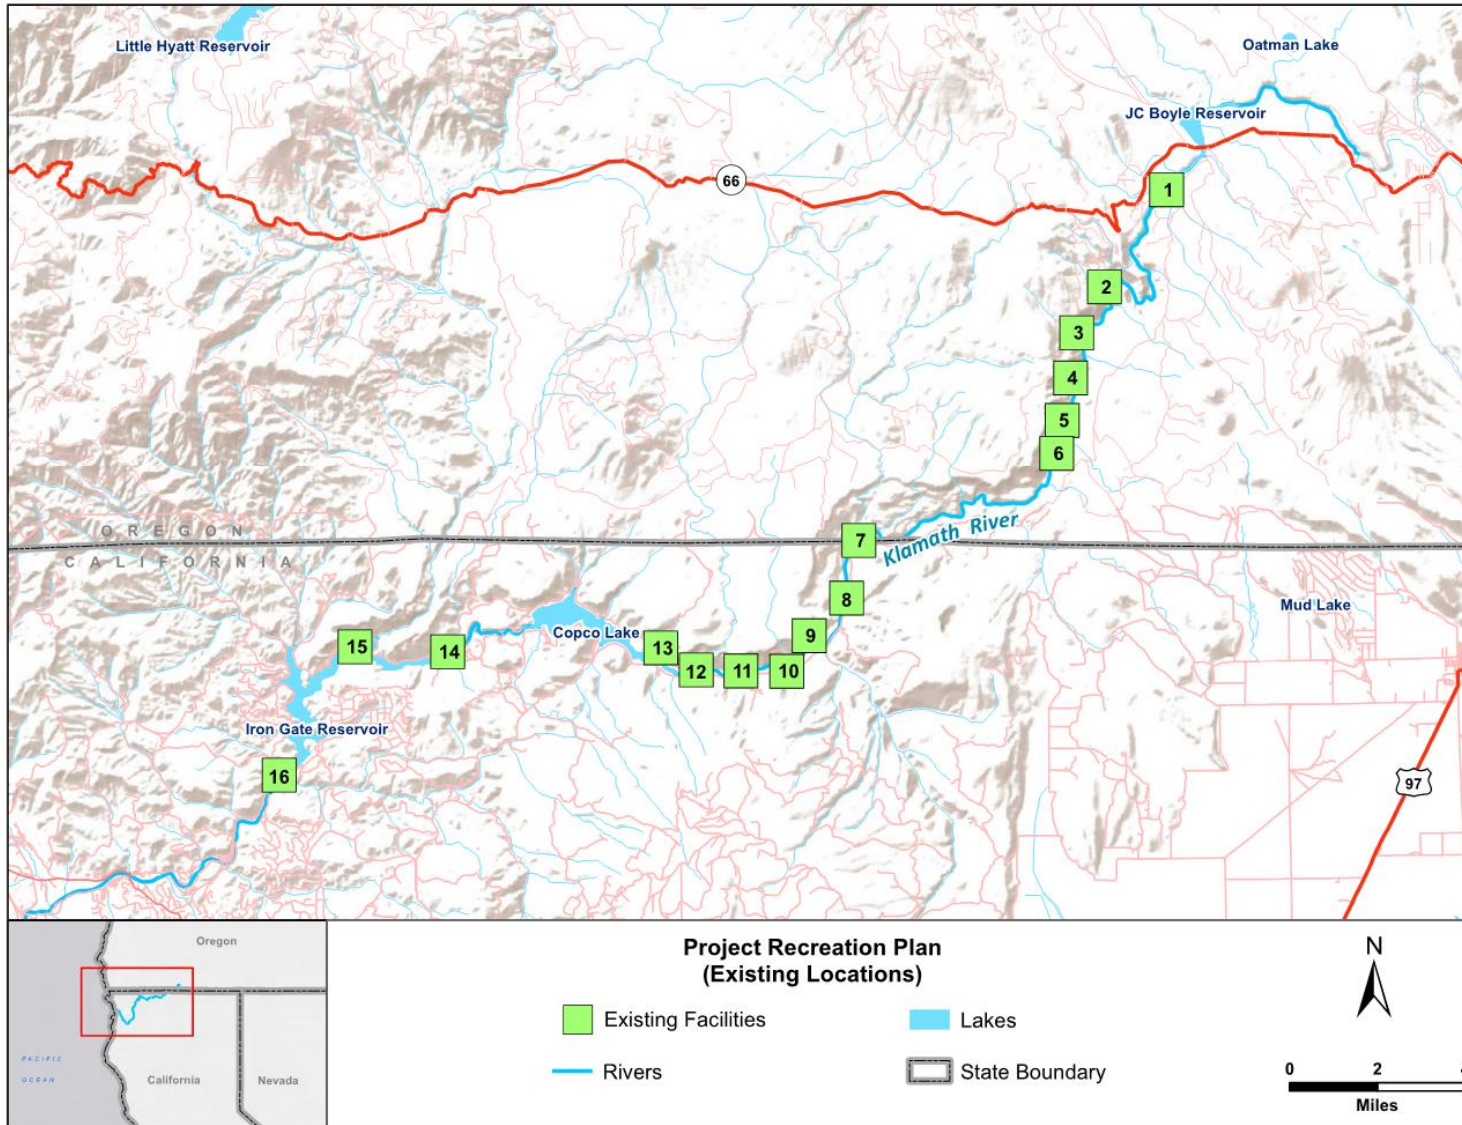 Little Hyatt Reservoir
Oatman Lake
JC Boyle Reservoir
66
1
2
3
4
5
6
OREGON
CALIFORNIA
7
Klamath River
8
Mud Lake
Copco Lake
9
13
12
11
10
15
14
Iron Gate Reservoir
16
97
Oregon
PACIFIC
OCEAN
California
Nevada
Project Recreation Plan
(Existing Locations)
Existing Facilities
Lakes
Rivers
State Boundary
N
0 2
Miles